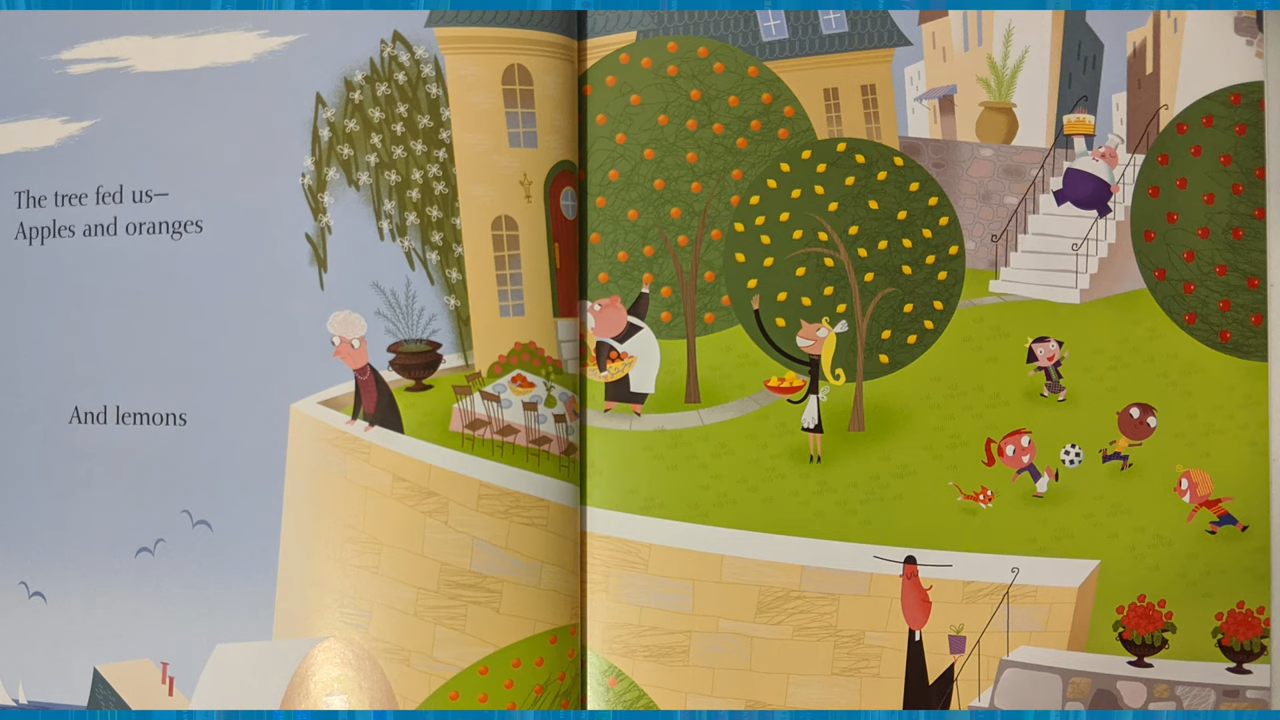 The tree fed us—
Apples and oranges
And lemons